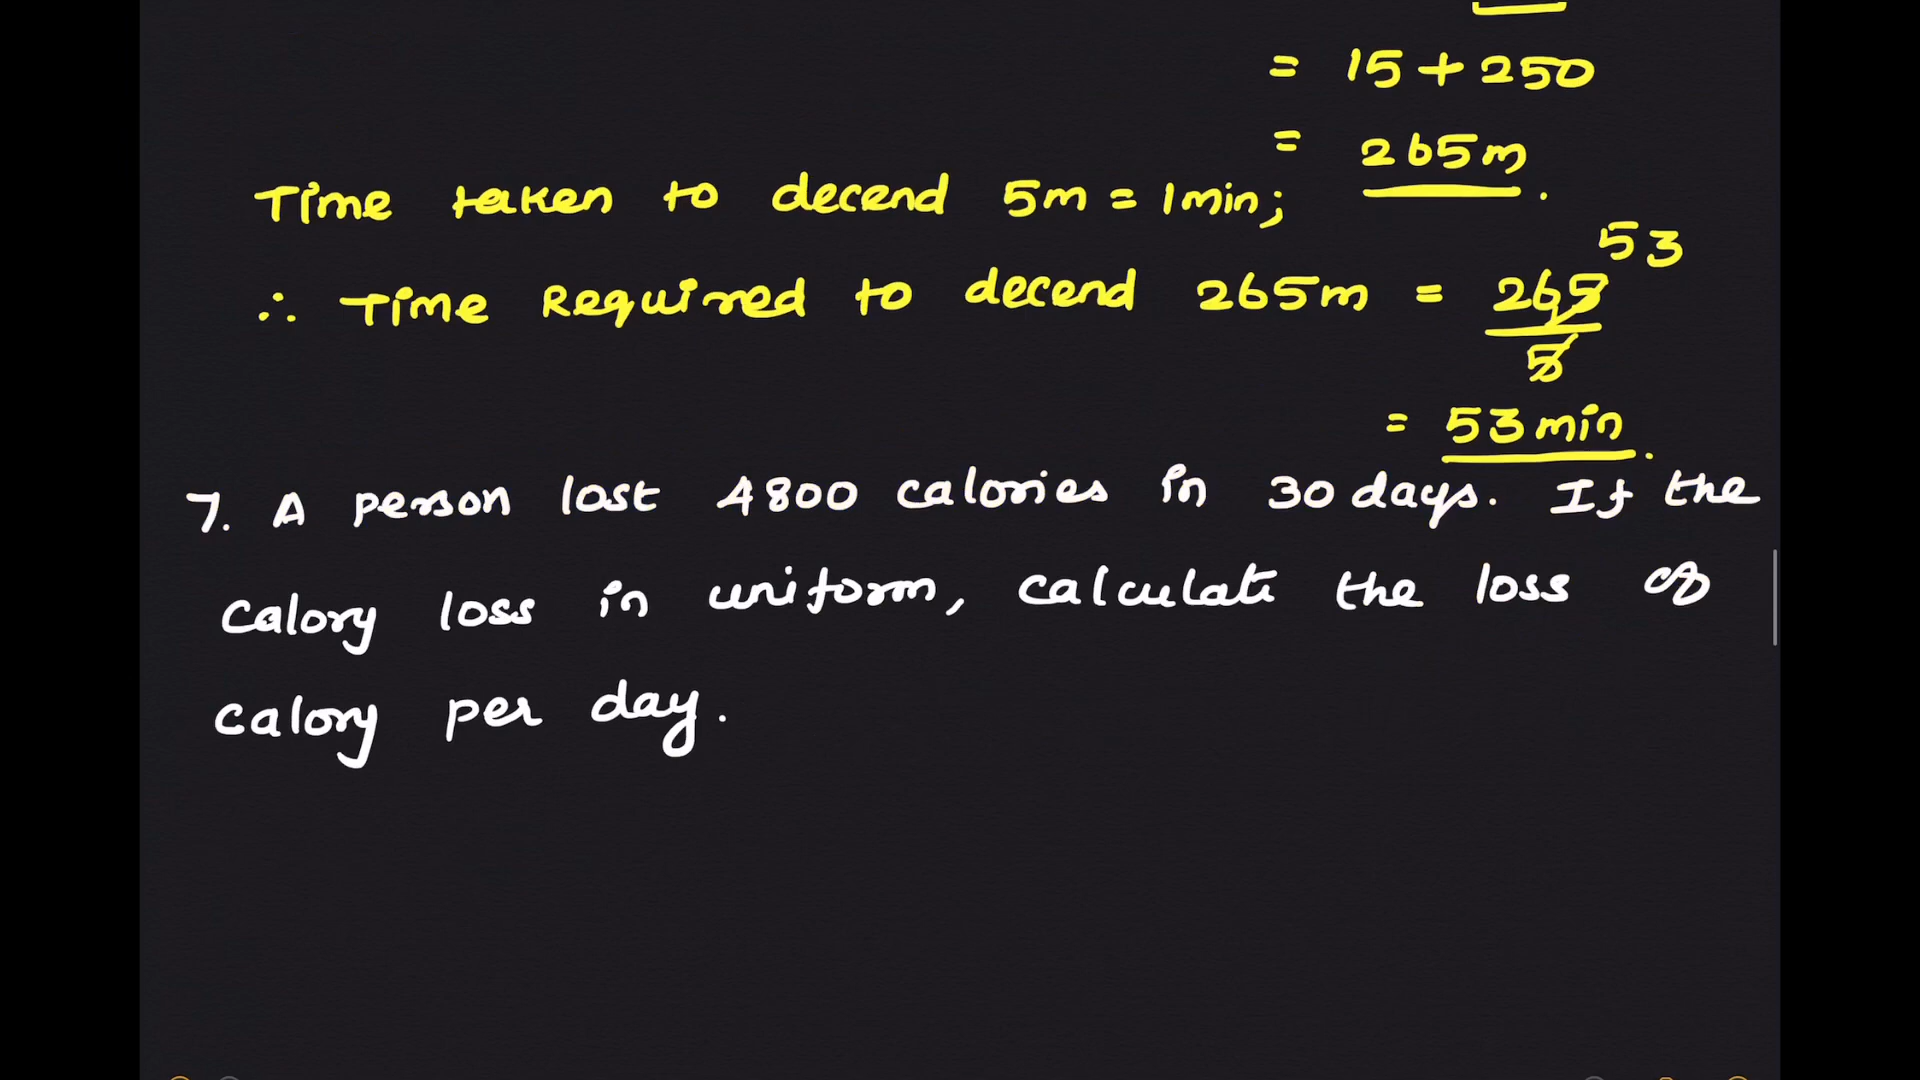 = 15 + 250
= 265m.
Time taken to decend 5m = 1min;
∴ Time Required to decend 265m = 265/5 53
= 53min.
7. A person lost 4800 calories in 30 days. If the
calory loss in uniform, calculate the loss of
calory per day.